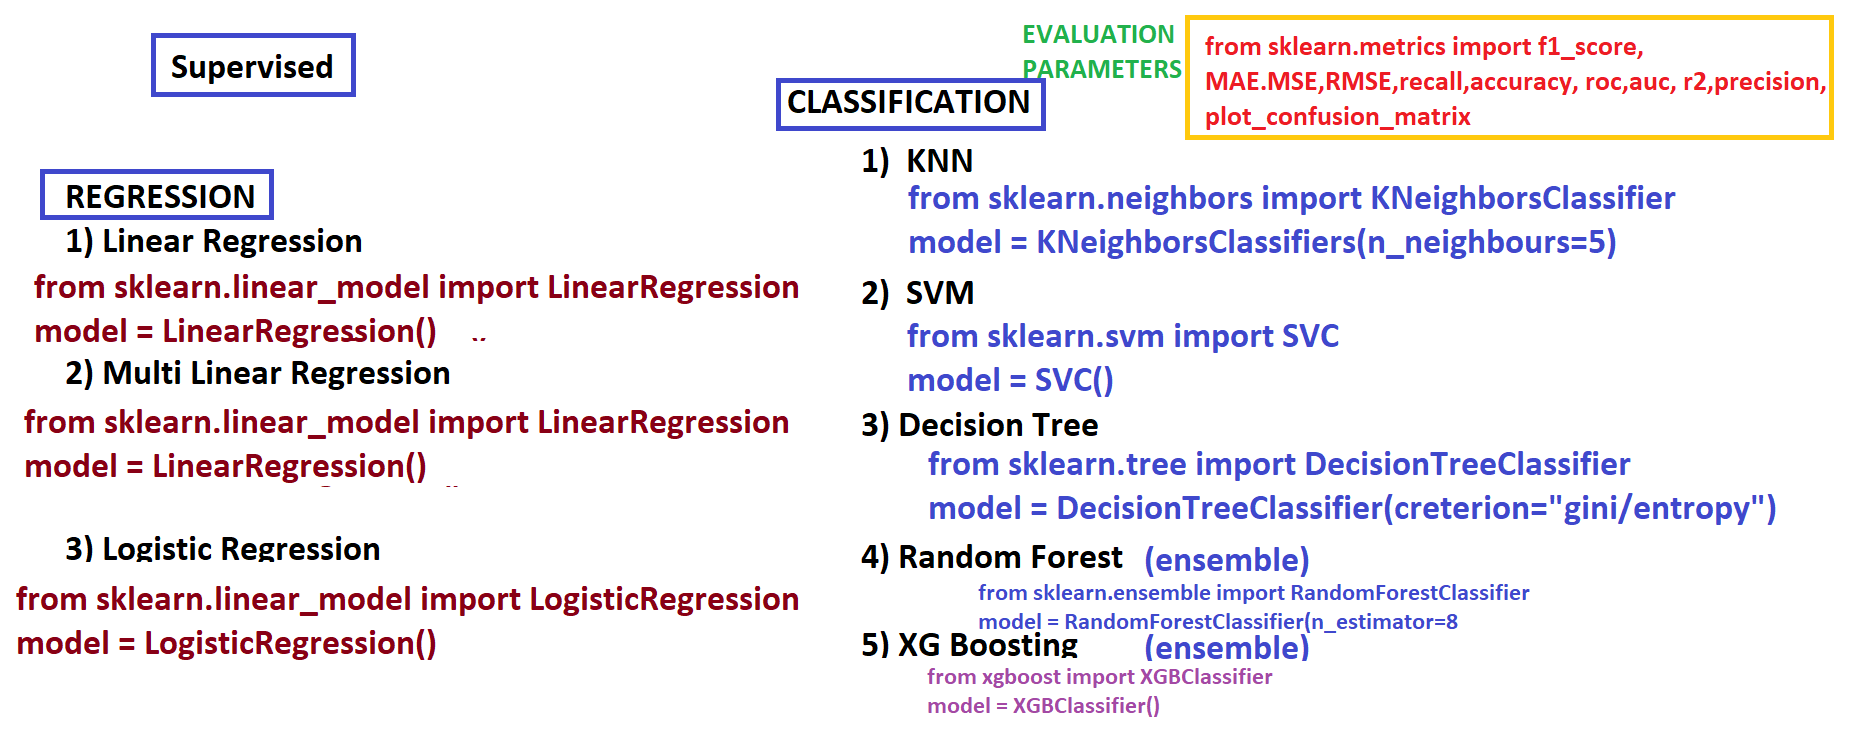 Supervised
REGRESSION
1) Linear Regression
from sklearn.linear_model import LinearRegression
model = LinearRegression()
2) Multi Linear Regression
from sklearn.linear_model import LinearRegression
model = LinearRegression()
3) Logistic Regression
from sklearn.linear_model import LogisticRegression
model = LogisticRegression()
EVALUATION
PARAMETERS
from sklearn.metrics import f1_score,
MAE.MSE,RMSE,recall,accuracy, roc,auc, r2,precision,
plot_confusion_matrix
CLASSIFICATION
1) KNN
from sklearn.neighbors import KNeighborsClassifier
model = KNeighborsClassifiers(n_neighbours=5)
2) SVM
from sklearn.svm import SVC
model = SVC()
3) Decision Tree
from sklearn.tree import DecisionTreeClassifier
model = DecisionTreeClassifier(creterion="gini/entropy")
4) Random Forest (ensemble)
from sklearn.ensemble import RandomForestClassifier
model = RandomForestClassifier(n_estimator=8
5) XG Boosting (ensemble)
from xgboost import XGBClassifier
model = XGBClassifier()